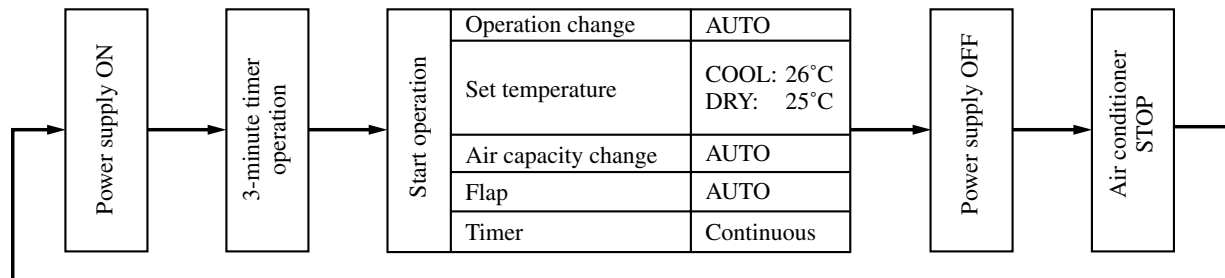 Power supply ON
3-minute timer
operation
Start operation
Operation change AUTO
Set temperature COOL: 26˚C
DRY: 25˚C
Air capacity change AUTO
Flap AUTO
Timer Continuous
Power supply OFF
Air conditioner
STOP